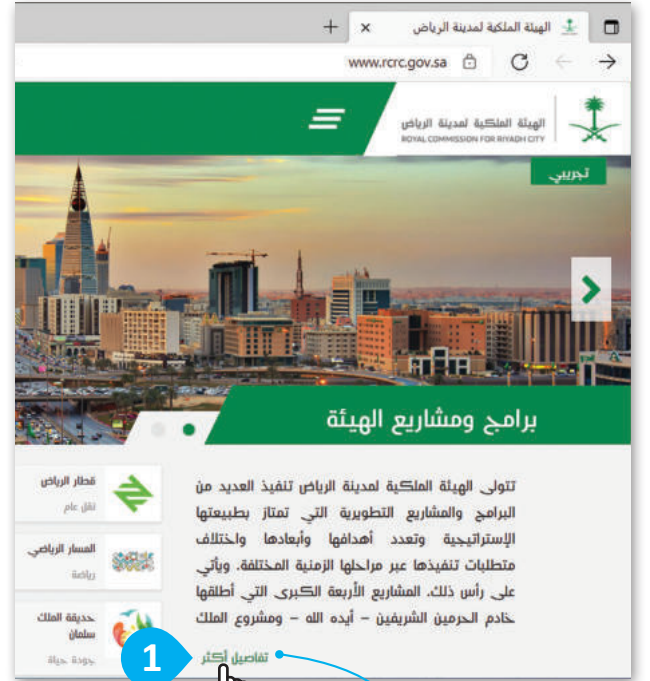 الهيئة الملكية لمدينة الرياض
www.rcrc.gov.sa
الهيئة الملكية لمدينة الرياض
ROYAL COMMISSION FOR RIYADH CITY
تجريبي
برامج ومشاريع الهيئة
تتولى الهيئة الملكية لمدينة الرياض تنفيذ العديد من
البرامج والمشاريع التطويرية التي تمتاز بطبيعتها
الإستراتيجية وتعدد أهدافها وأبعادها واختلاف
متطلبات تنفيذها عبر مراحلها الزمنية المختلفة. ويأتي
على رأس ذلك. المشاريع الأربعة الكبرى التي أطلقها
خادم الحرمين الشريفين – أيده الله – ومشروع الملك
تفاصيل أكثر
1
قطار الرياض
نقل عام
المسار الرياضي
رياضة
حديقة الملك
سلمان
جودة حياة